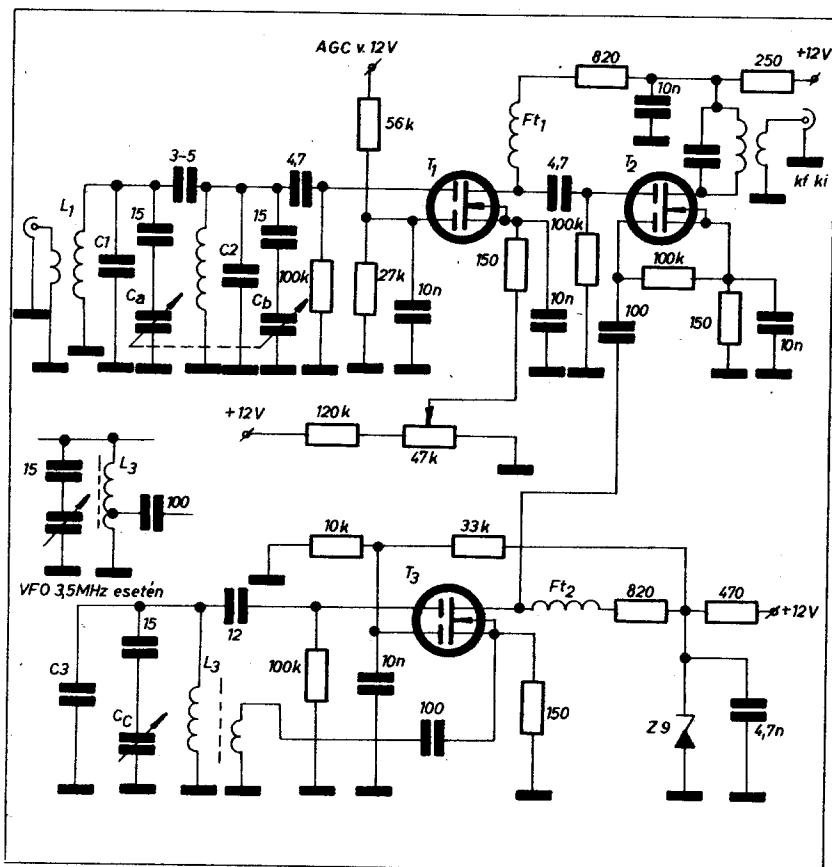 AGC v. 12V
820
+12V
250
10n
56k
Ft1
3-5
4,7
T1
4,7
T2
kf ki
L1
C1
15
C2
15
100k
Ca
Cb
27k
10n
150
10n
100k
100k
100
150
10n
+12V
120k
47k
15
L3
100
VFO 3,5MHz esetén
10k
33k
T3
Ft2
820
470
+12V
12
15
C3
L3
100k
10n
100
150
CC
Z9
4,7n